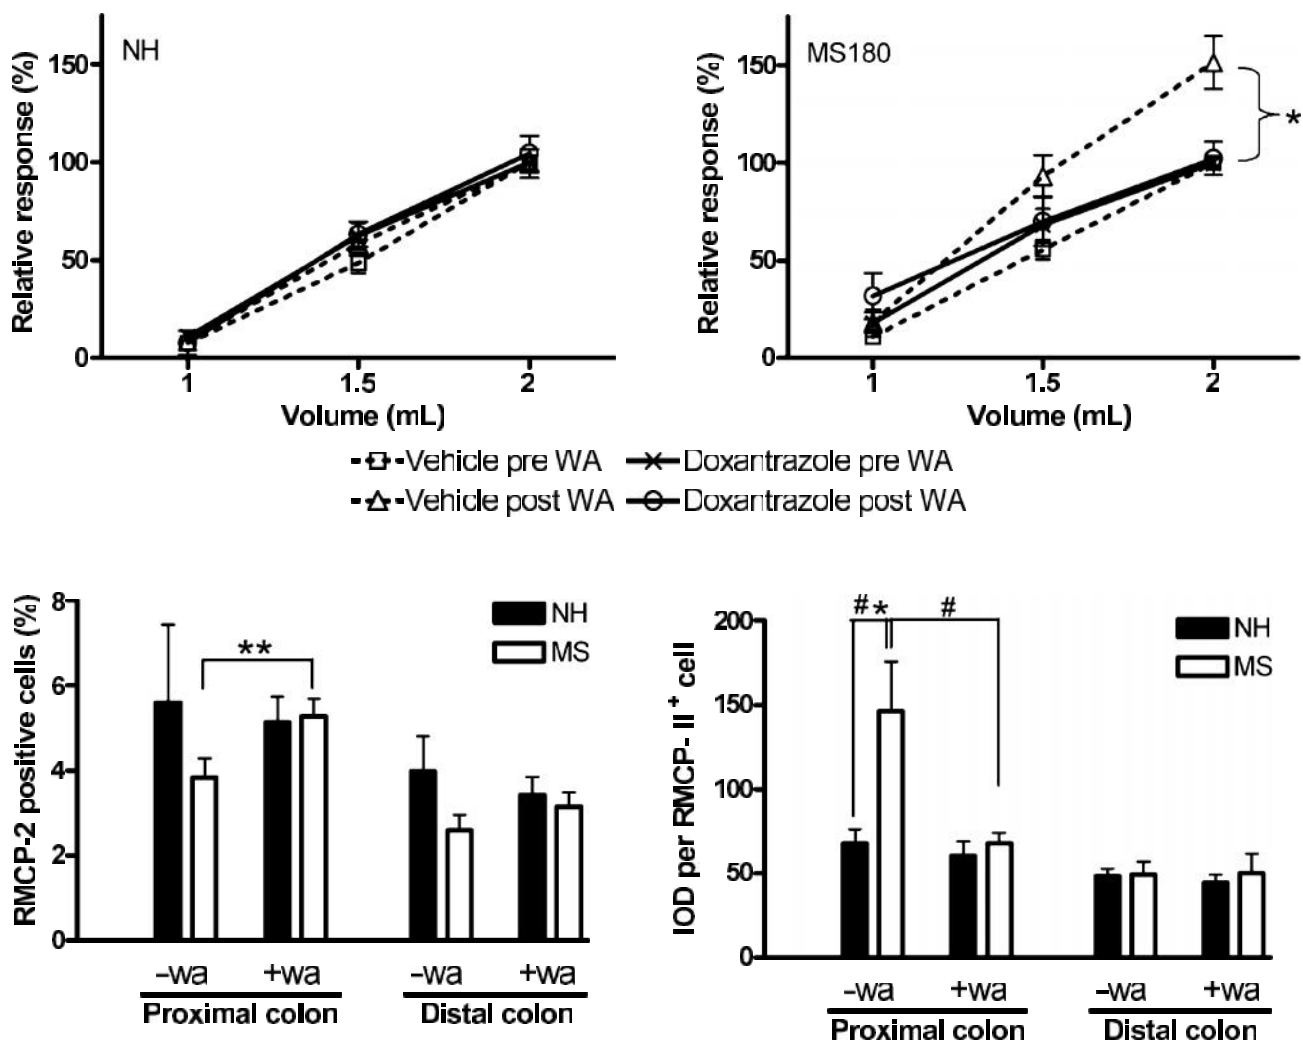 NH
Relative response (%)
150
100
50
0
1 1.5 2
Volume (mL)
MS180
Relative response (%)
150
100
50
0
*
1 1.5 2
Volume (mL)
Vehicle pre WA Doxantrazole pre WA
Vehicle post WA Doxantrazole post WA
RMCP-2 positive cells (%)
8
6
4
2
0
NH
MS
**
–wa +wa –wa +wa
Proximal colon Distal colon
IOD per RMCP- II+ cell
200
150
100
50
0
# * #
NH
MS
–wa +wa –wa +wa
Proximal colon Distal colon